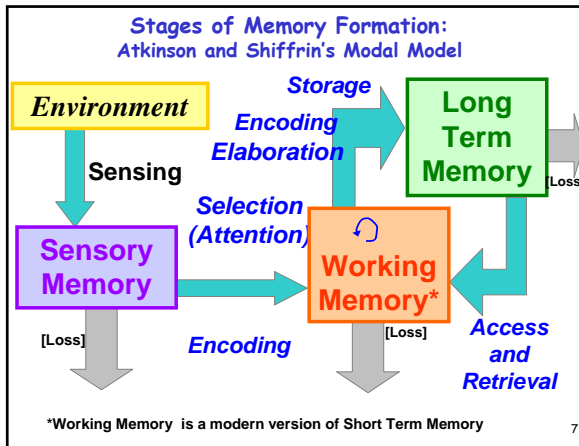 Stages of Memory Formation:
Atkinson and Shiffrin's Modal Model
Environment
Sensing
Storage
Encoding
Elaboration
Long
Term
Memory
[Loss]
Selection
(Attention)
Sensory
Memory
Working
Memory*
[Loss]
Encoding
[Loss]
Access
and
Retrieval
*Working Memory is a modern version of Short Term Memory
7